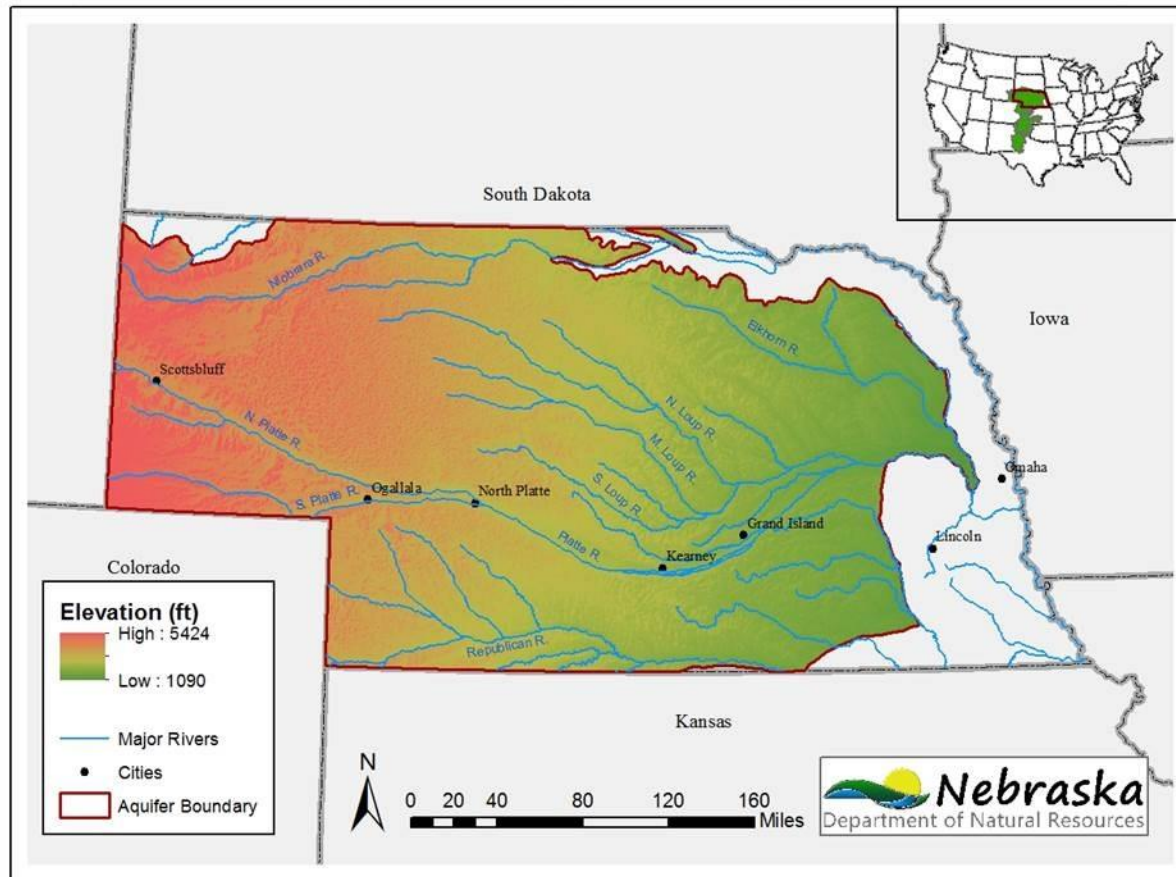 South Dakota
Niobrara R.
Iowa
Elkhorn R.
Scottsbluff
N. Platte R.
N. Loup R.
M. Loup R.
S. Loup R.
Omaha
S. Platte R.
Ogallala
North Platte
Grand Island
Platte R.
Kearney
Lincoln
Colorado
Republican R.
Kansas
Elevation (ft)
High : 5424
Low : 1090
Major Rivers
Cities
Aquifer Boundary
N
0 20 40 80 120 160
Miles
Nebraska
Department of Natural Resources